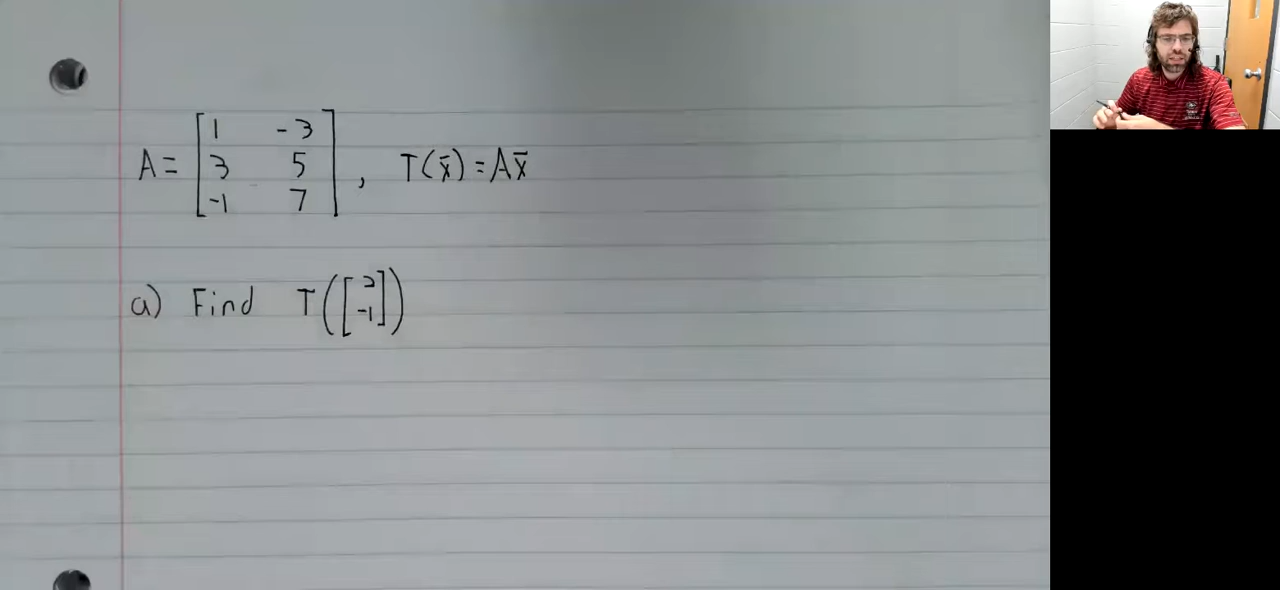 A = [1 -3; 3 5; -1 7], T(x̄) = Ax̄
a) Find T([2; -1])